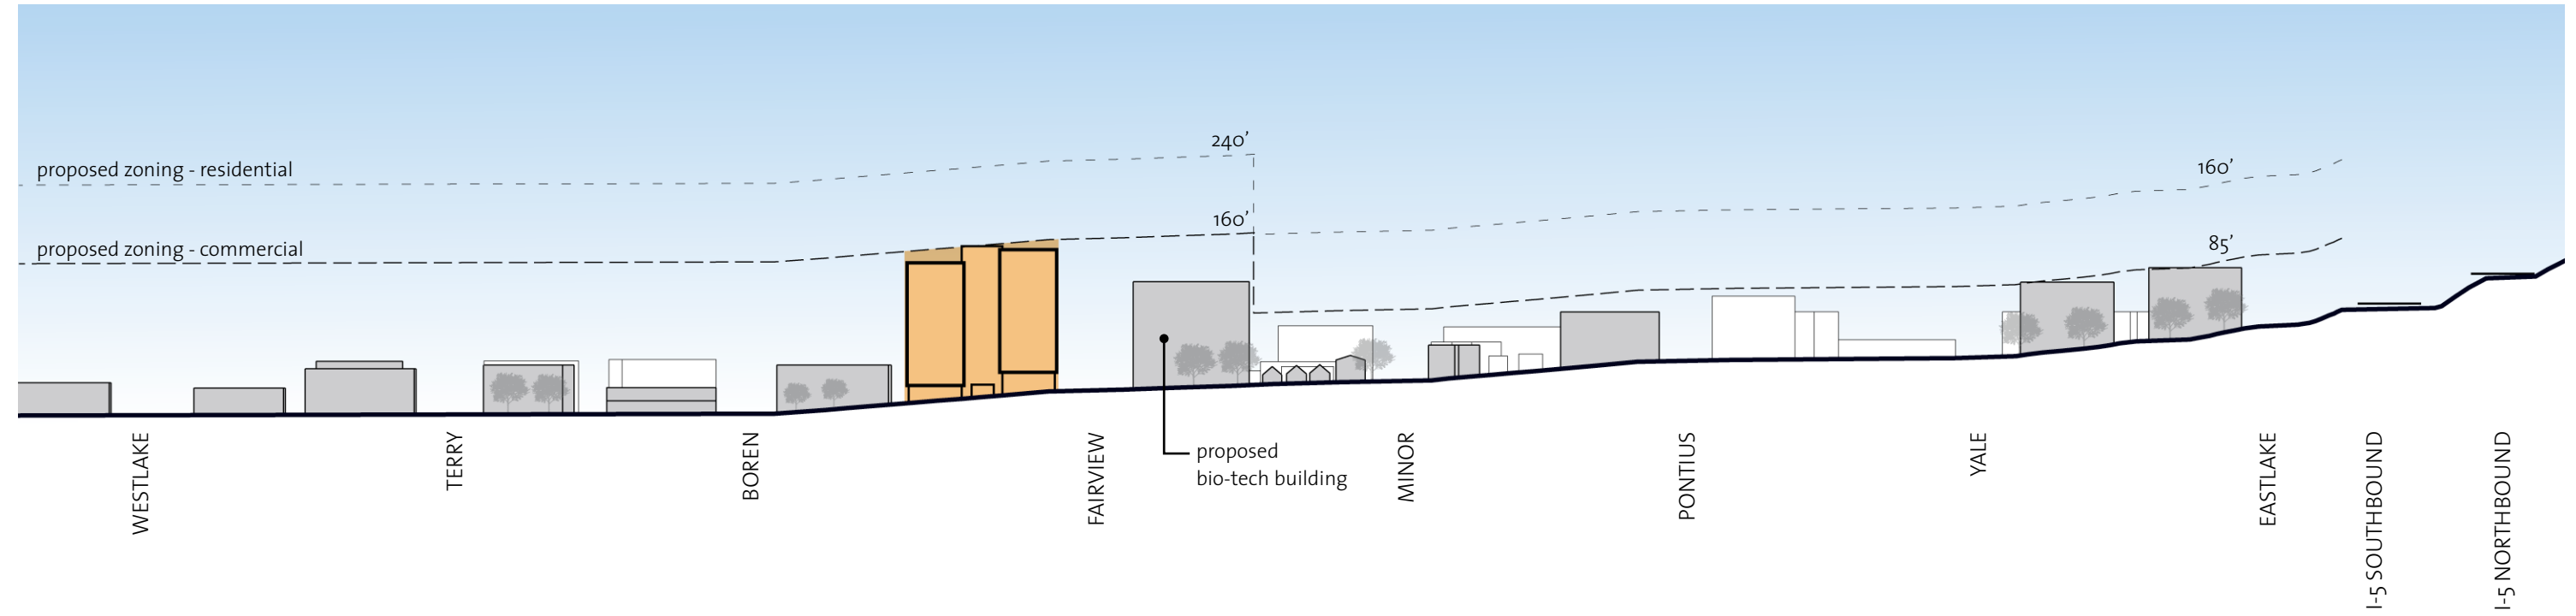 240’
160’
proposed zoning - residential
160’
85’
proposed zoning - commercial
WESTLAKE
TERRY
BOREN
FAIRVIEW
proposed
bio-tech building
MINOR
PONTIUS
YALE
EASTLAKE
I-5 SOUTHBOUND
I-5 NORTHBOUND